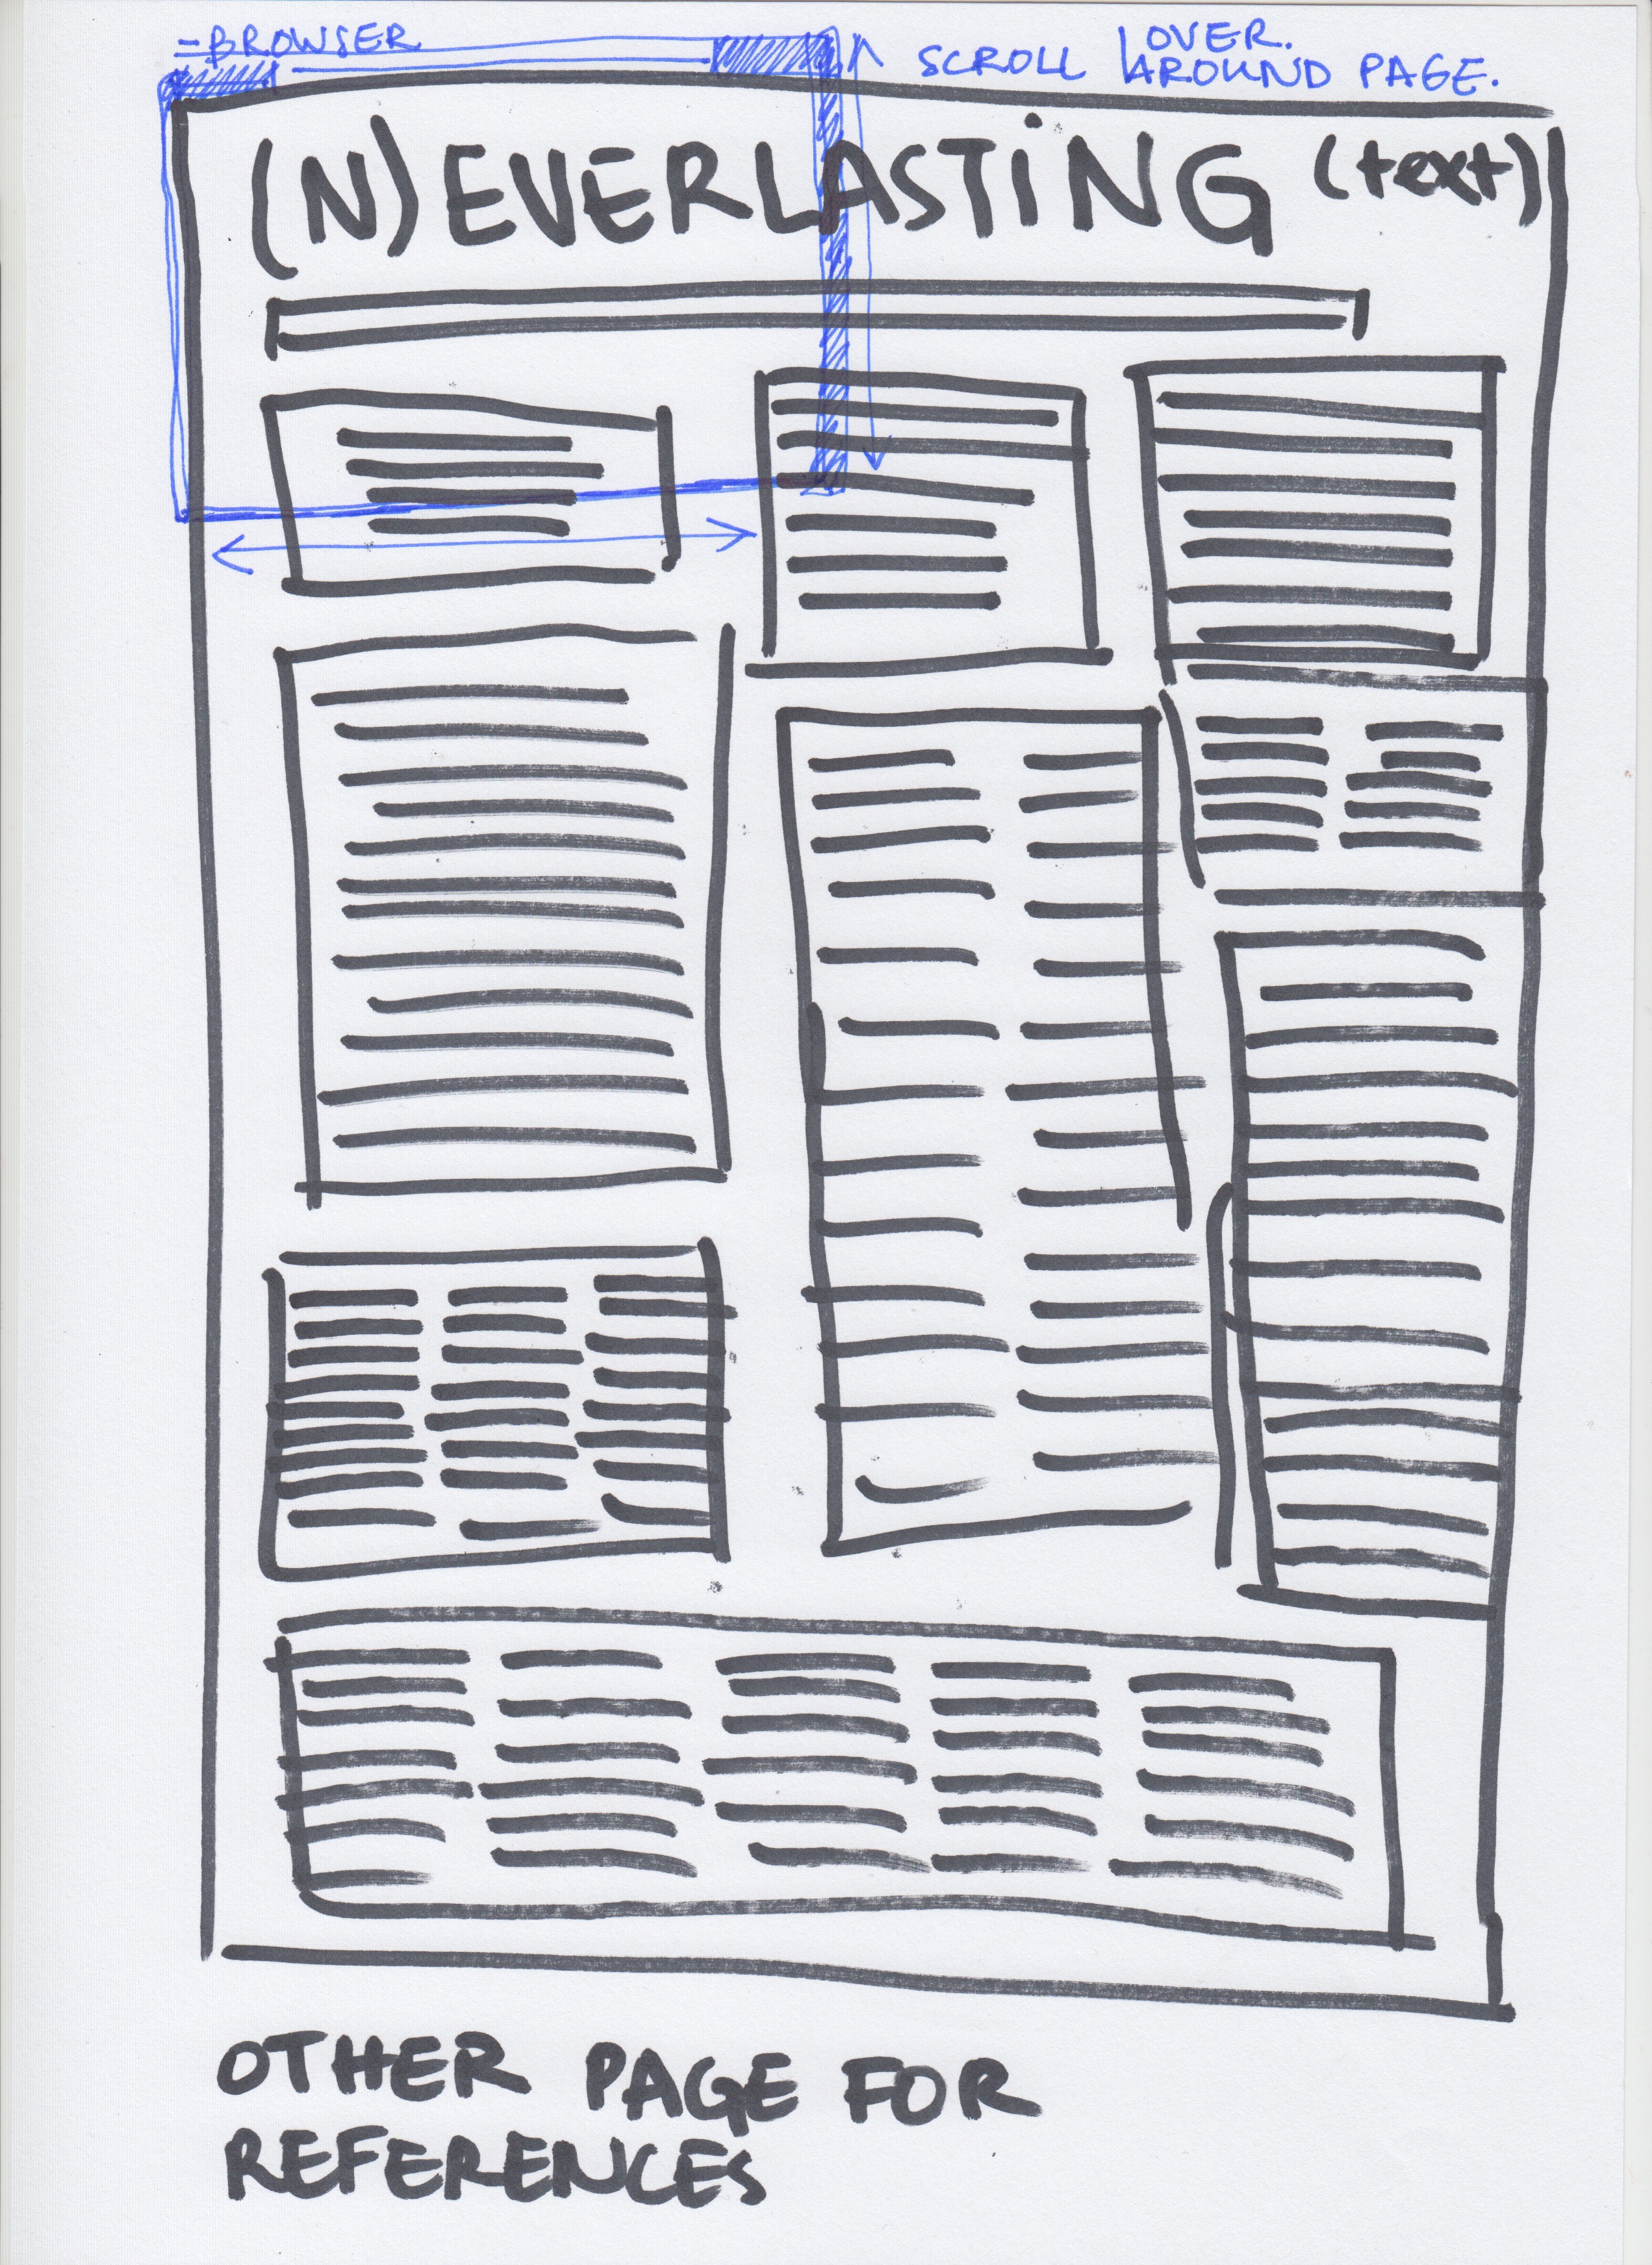 =BROWSER
OVER.
SCROLL AROUND PAGE.
(N)EVERLASTING (text)
OTHER PAGE FOR
REFERENCES